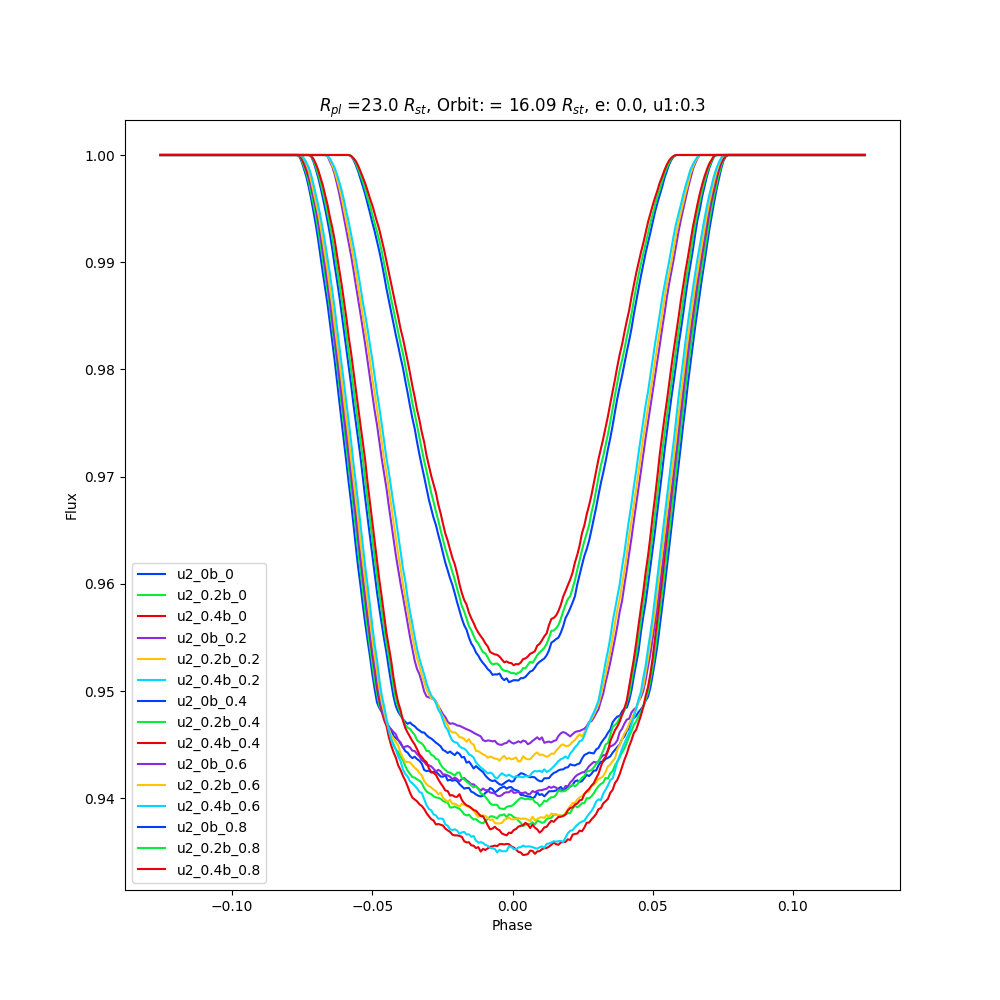 R_pl =23.0 R_st, Orbit: = 16.09 R_st, e: 0.0, u1:0.3
1.00
0.99
0.98
0.97
0.96
0.95
0.94
Flux
u2_0b_0
u2_0.2b_0
u2_0.4b_0
u2_0b_0.2
u2_0.2b_0.2
u2_0.4b_0.2
u2_0b_0.4
u2_0.2b_0.4
u2_0.4b_0.4
u2_0b_0.6
u2_0.2b_0.6
u2_0.4b_0.6
u2_0b_0.8
u2_0.2b_0.8
u2_0.4b_0.8
−0.10 −0.05 0.00 0.05 0.10
Phase